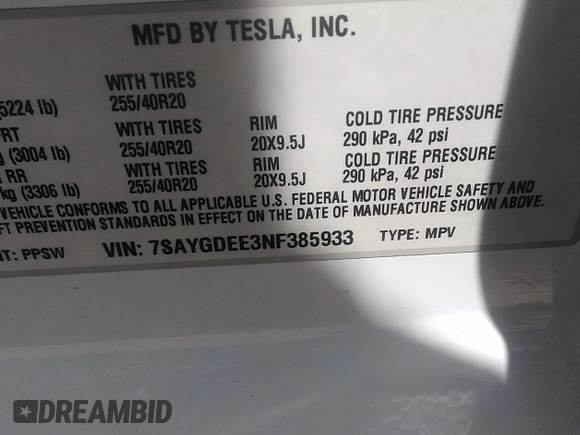 MFD BY TESLA, INC.
5224 lb) WITH TIRES
255/40R20
FRT WITH TIRES RIM COLD TIRE PRESSURE
g (3004 lb) 255/40R20 20X9.5J 290 kPa, 42 psi
RR WITH TIRES RIM COLD TIRE PRESSURE
kg (3306 lb) 255/40R20 20X9.5J 290 kPa, 42 psi
VEHICLE CONFORMS TO ALL APPLICABLE U.S. FEDERAL MOTOR VEHICLE SAFETY AND
FT PREVENTION STANDARDS IN EFFECT ON THE DATE OF MANUFACTURE SHOWN ABOVE.
NT: PPSW VIN: 7SAYGDEE3NF385933 TYPE: MPV
DREAMBID